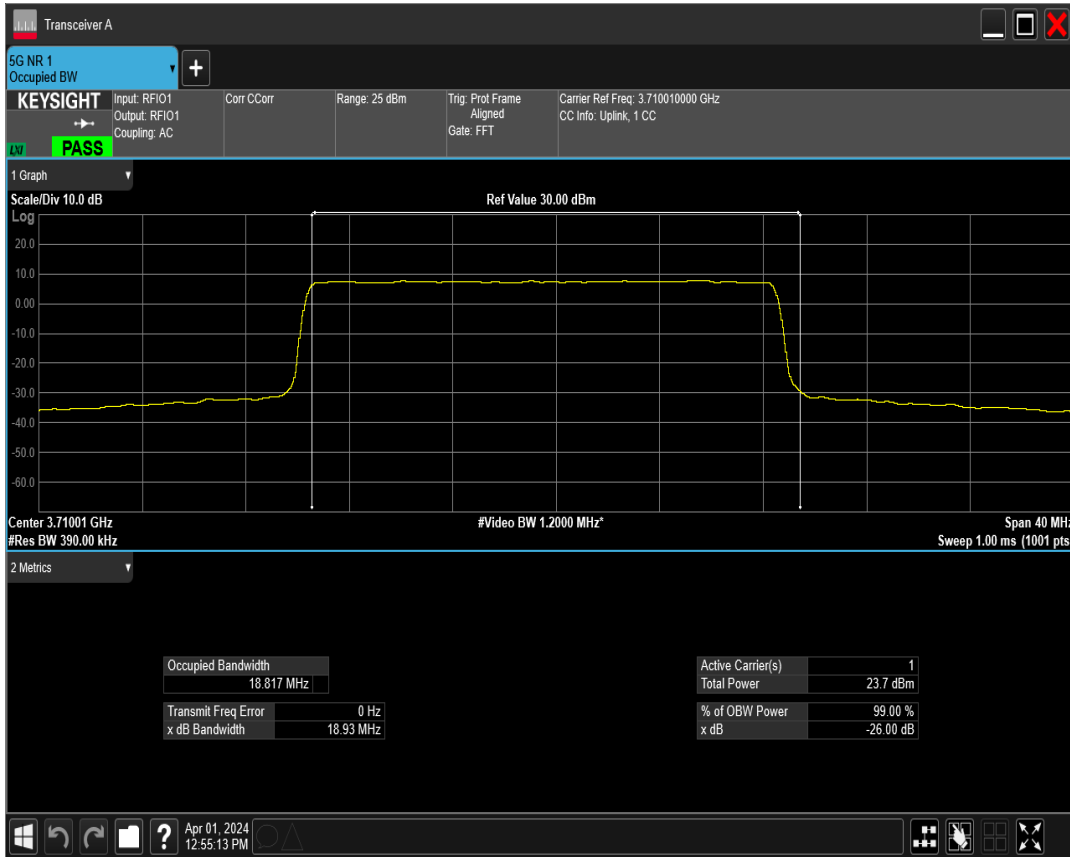 Transceiver A
5G NR 1
Occupied BW
+
KEYSIGHT
LXI
PASS
Input: RFIO1
Output: RFIO1
Coupling: AC
Corr CCorr
Range: 25 dBm
Trig: Prot Frame
Aligned
Gate: FFT
Carrier Ref Freq: 3.710010000 GHz
CC Info: Uplink, 1 CC
1 Graph
Scale/Div 10.0 dB
Ref Value 30.00 dBm
Log
20.0
10.0
0.00
-10.0
-20.0
-30.0
-40.0
-50.0
-60.0
Center 3.71001 GHz
#Video BW 1.2000 MHz*
Span 40 MHz
#Res BW 390.00 kHz
Sweep 1.00 ms (1001 pts
2 Metrics
Occupied Bandwidth
18.817 MHz
Transmit Freq Error 0 Hz
x dB Bandwidth 18.93 MHz
Active Carrier(s) 1
Total Power 23.7 dBm
% of OBW Power 99.00 %
x dB -26.00 dB
?
Apr 01, 2024
12:55:13 PM